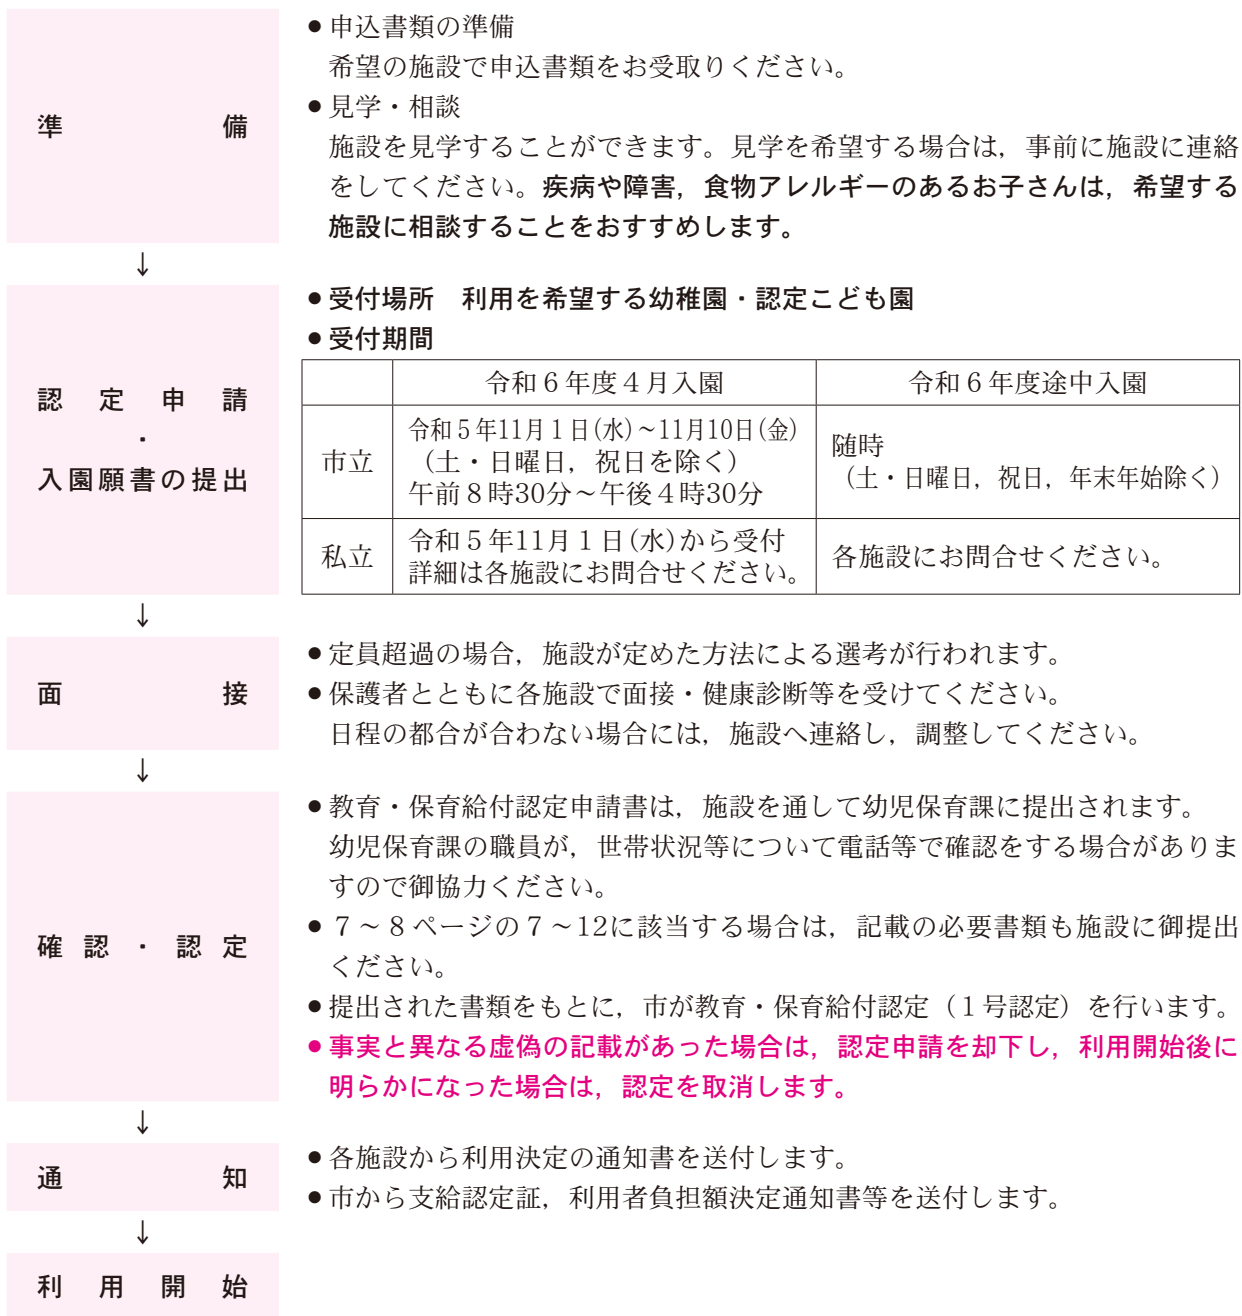 準備
●申込書類の準備
希望の施設で申込書類をお受取りください。
●見学・相談
施設を見学することができます。見学を希望する場合は，事前に施設に連絡
をしてください。疾病や障害，食物アレルギーのあるお子さんは，希望する
施設に相談することをおすすめします。
↓
認定申請
・
入園願書の提出
●受付場所　利用を希望する幼稚園・認定こども園
●受付期間
令和６年度４月入園
令和６年度途中入園
市立
令和５年11月１日(水)～11月10日(金)
（土・日曜日，祝日を除く）
午前８時30分～午後４時30分
随時
（土・日曜日，祝日，年末年始除く）
私立
令和５年11月１日(水)から受付
詳細は各施設にお問合せください。
各施設にお問合せください。
↓
面接
●定員超過の場合，施設が定めた方法による選考が行われます。
●保護者とともに各施設で面接・健康診断等を受けてください。
日程の都合が合わない場合には，施設へ連絡し，調整してください。
↓
確認・認定
●教育・保育給付認定申請書は，施設を通して幼児保育課に提出されます。
幼児保育課の職員が，世帯状況等について電話等で確認をする場合がありま
すので御協力ください。
●７～８ページの７～12に該当する場合は，記載の必要書類も施設に御提出
ください。
●提出された書類をもとに，市が教育・保育給付認定（１号認定）を行います。
●事実と異なる虚偽の記載があった場合は，認定申請を却下し，利用開始後に
明らかになった場合は，認定を取消します。
↓
通知
●各施設から利用決定の通知書を送付します。
●市から支給認定証，利用者負担額決定通知書等を送付します。
↓
利用開始